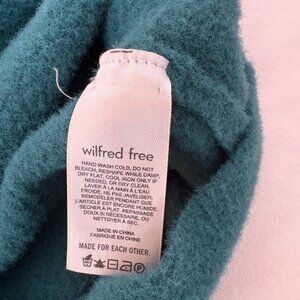 wilfred free
HAND WASH COLD, DO NOT
BLEACH, RESHAPE WHILE DAMP,
DRY FLAT, COOL IRON ONLY IF
NEEDED, OR DRY CLEAN.
LAVER À LA MAIN À L'EAU
FROIDE, NE PAS JAVÉLISER,
REMODELER PENDANT QUE
L'ARTICLE EST ENCORE HUMIDE,
SÉCHER À PLAT, REPASSAGE
DOUX SI NÉCESSAIRE, OU
NETTOYER À SEC.
MADE IN CHINA
FABRIQUÉ EN CHINE
MADE FOR EACH OTHER.